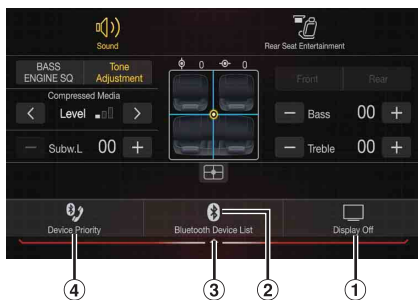 Sound
Rear Seat Entertainment
BASS
ENGINE SQ
Tone
Adjustment
0
0
Front
Rear
Compressed Media
< Level >
− Bass 00 +
− Subw.L 00 +
− Treble 00 +
Device Priority
Bluetooth Device List
Display Off
4
3
2
1